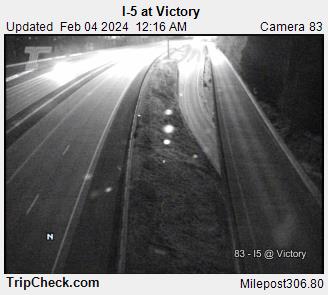 I-5 at Victory
Updated Feb 04 2024 12:16 AM Camera 83
N
83 - I5 @ Victory
TripCheck.com Milepost306.80